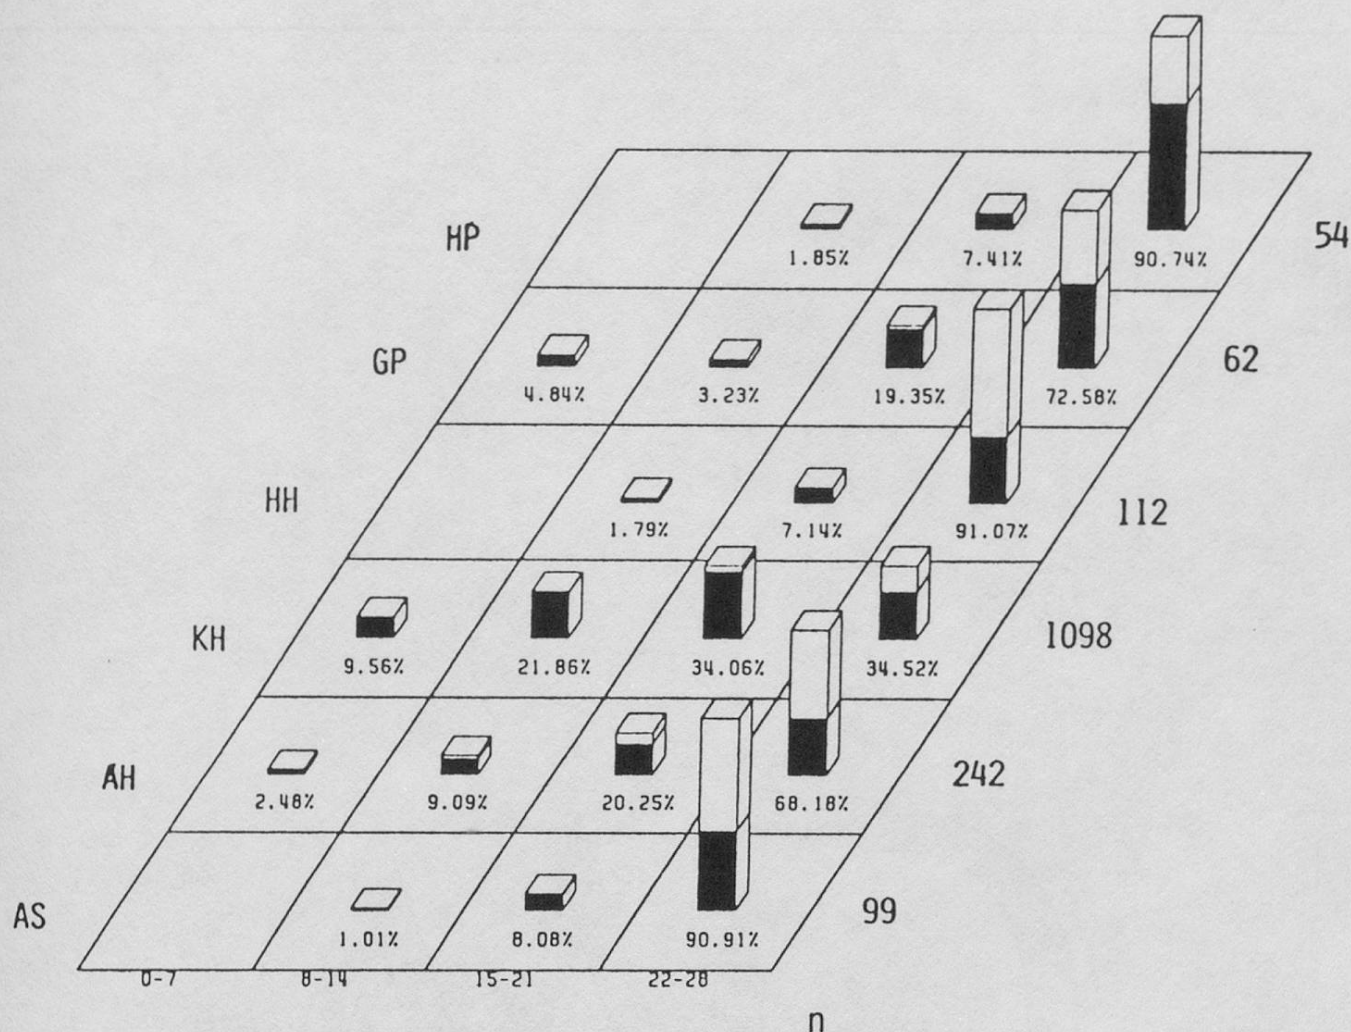 HP 54
1.85% 7.41% 90.74%
GP 62
4.84% 3.23% 19.35% 72.58%
HH 112
1.79% 7.14% 91.07%
KH 1098
9.56% 21.86% 34.06% 34.52%
AH 242
2.48% 9.09% 20.25% 68.18%
AS 99
1.01% 8.08% 90.91%
0-7 8-14 15-21 22-28
n